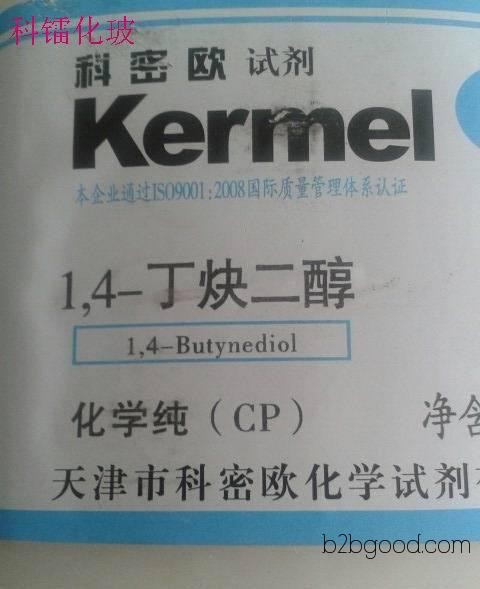 科镭化玻
科密欧 试剂
Kermel
本企业通过ISO9001:2008国际质量管理体系认证
1,4-丁炔二醇
1,4-Butynediol
化学纯(CP) 净含
天津市科密欧化学试剂
b2bgood.com